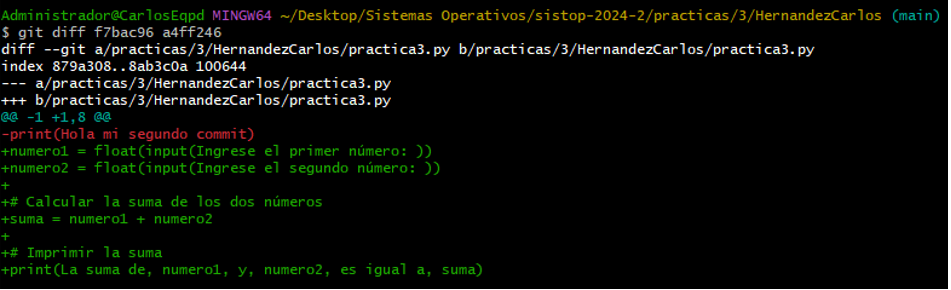 Administrador@CarlosEqpd MINGW64 ~/Desktop/Sistemas Operativos/sistop-2024-2/practicas/3/HernandezCarlos (main)
$ git diff f7bac96 a4ff246
diff --git a/practicas/3/HernandezCarlos/practica3.py b/practicas/3/HernandezCarlos/practica3.py
index 879a308..8ab3c0a 100644
--- a/practicas/3/HernandezCarlos/practica3.py
+++ b/practicas/3/HernandezCarlos/practica3.py
@@ -1 +1,8 @@
-print(Hola mi segundo commit)
+numero1 = float(input(Ingrese el primer número: ))
+numero2 = float(input(Ingrese el segundo número: ))
+
+# Calcular la suma de los dos números
+suma = numero1 + numero2
+
+# Imprimir la suma
+print(La suma de, numero1, y, numero2, es igual a, suma)